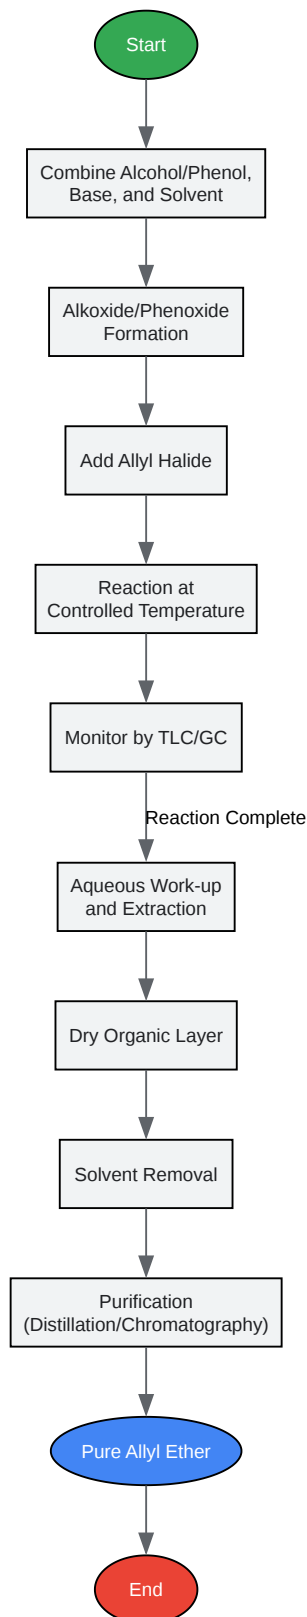 Start
Combine Alcohol/Phenol,
Base, and Solvent
Alkoxide/Phenoxide
Formation
Add Allyl Halide
Reaction at
Controlled Temperature
Monitor by TLC/GC
Reaction Complete
Aqueous Work-up
and Extraction
Dry Organic Layer
Solvent Removal
Purification
(Distillation/Chromatography)
Pure Allyl Ether
End